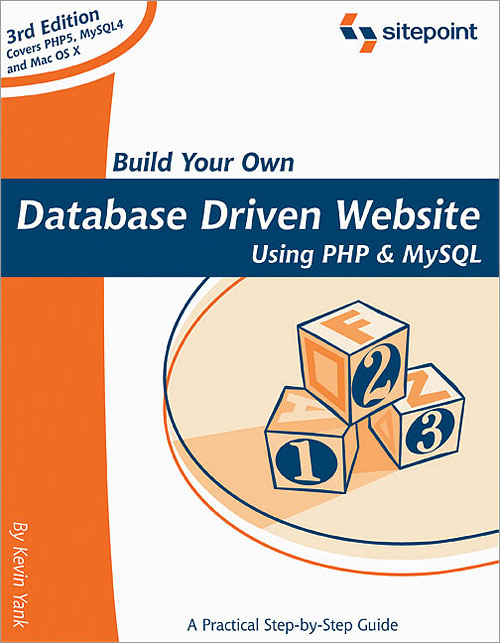 3rd Edition
Covers PHP5, MySQL4
and Mac OS X
sitepoint
Build Your Own
Database Driven Website
Using PHP & MySQL
F
2
A
1
N
Z
3
By Kevin Yank
A Practical Step-by-Step Guide